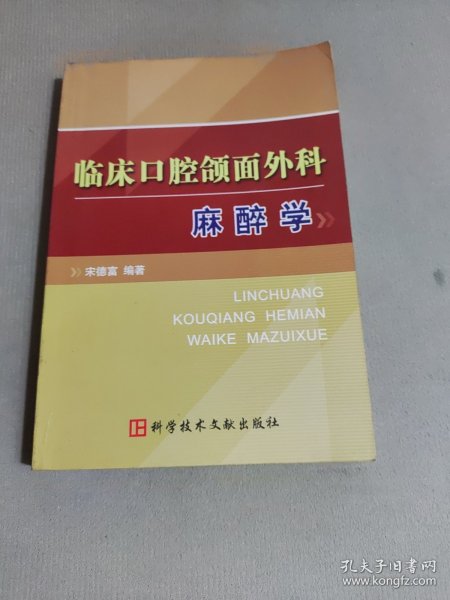 临床口腔颌面外科
麻醉学
宋德富 编著
LINCHUANG
KOUQIANG HEMIAN
WAIKE MAZUIXUE
科学技术文献出版社
孔夫子旧书网
www.kongfz.com